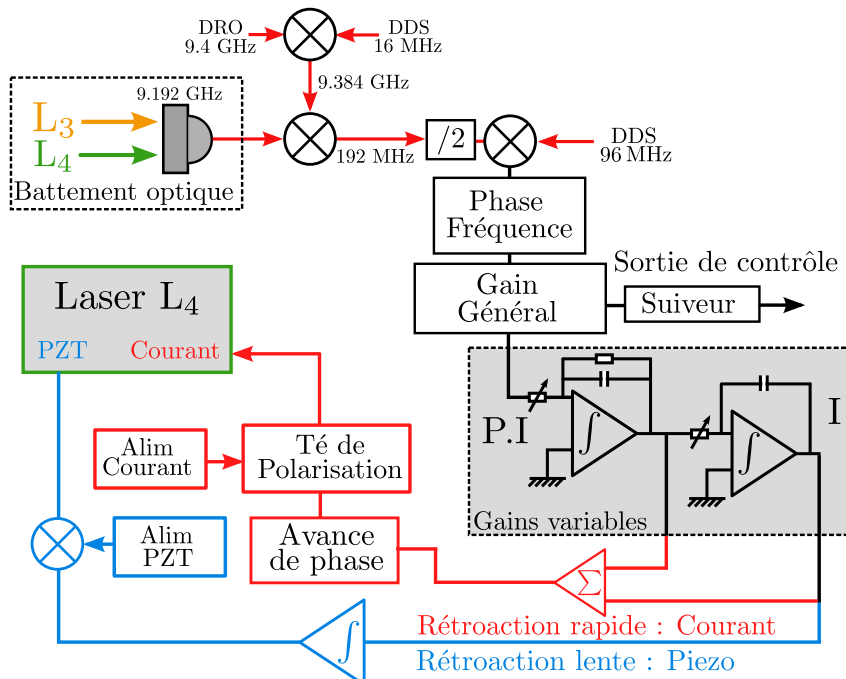 DRO
9.4 GHz
DDS
16 MHz
9.384 GHz
9.192 GHz
L3
L4
Battement optique
192 MHz
/2
DDS
96 MHz
Phase
Fréquence
Gain
Général
Sortie de contrôle
Suiveur
Laser L4
PZT
Courant
P.I
∫
∫
I
Gains variables
Alim
Courant
Té de
Polarisation
Alim
PZT
Avance
de phase
Σ
∫
Rétroaction rapide : Courant
Rétroaction lente : Piezo